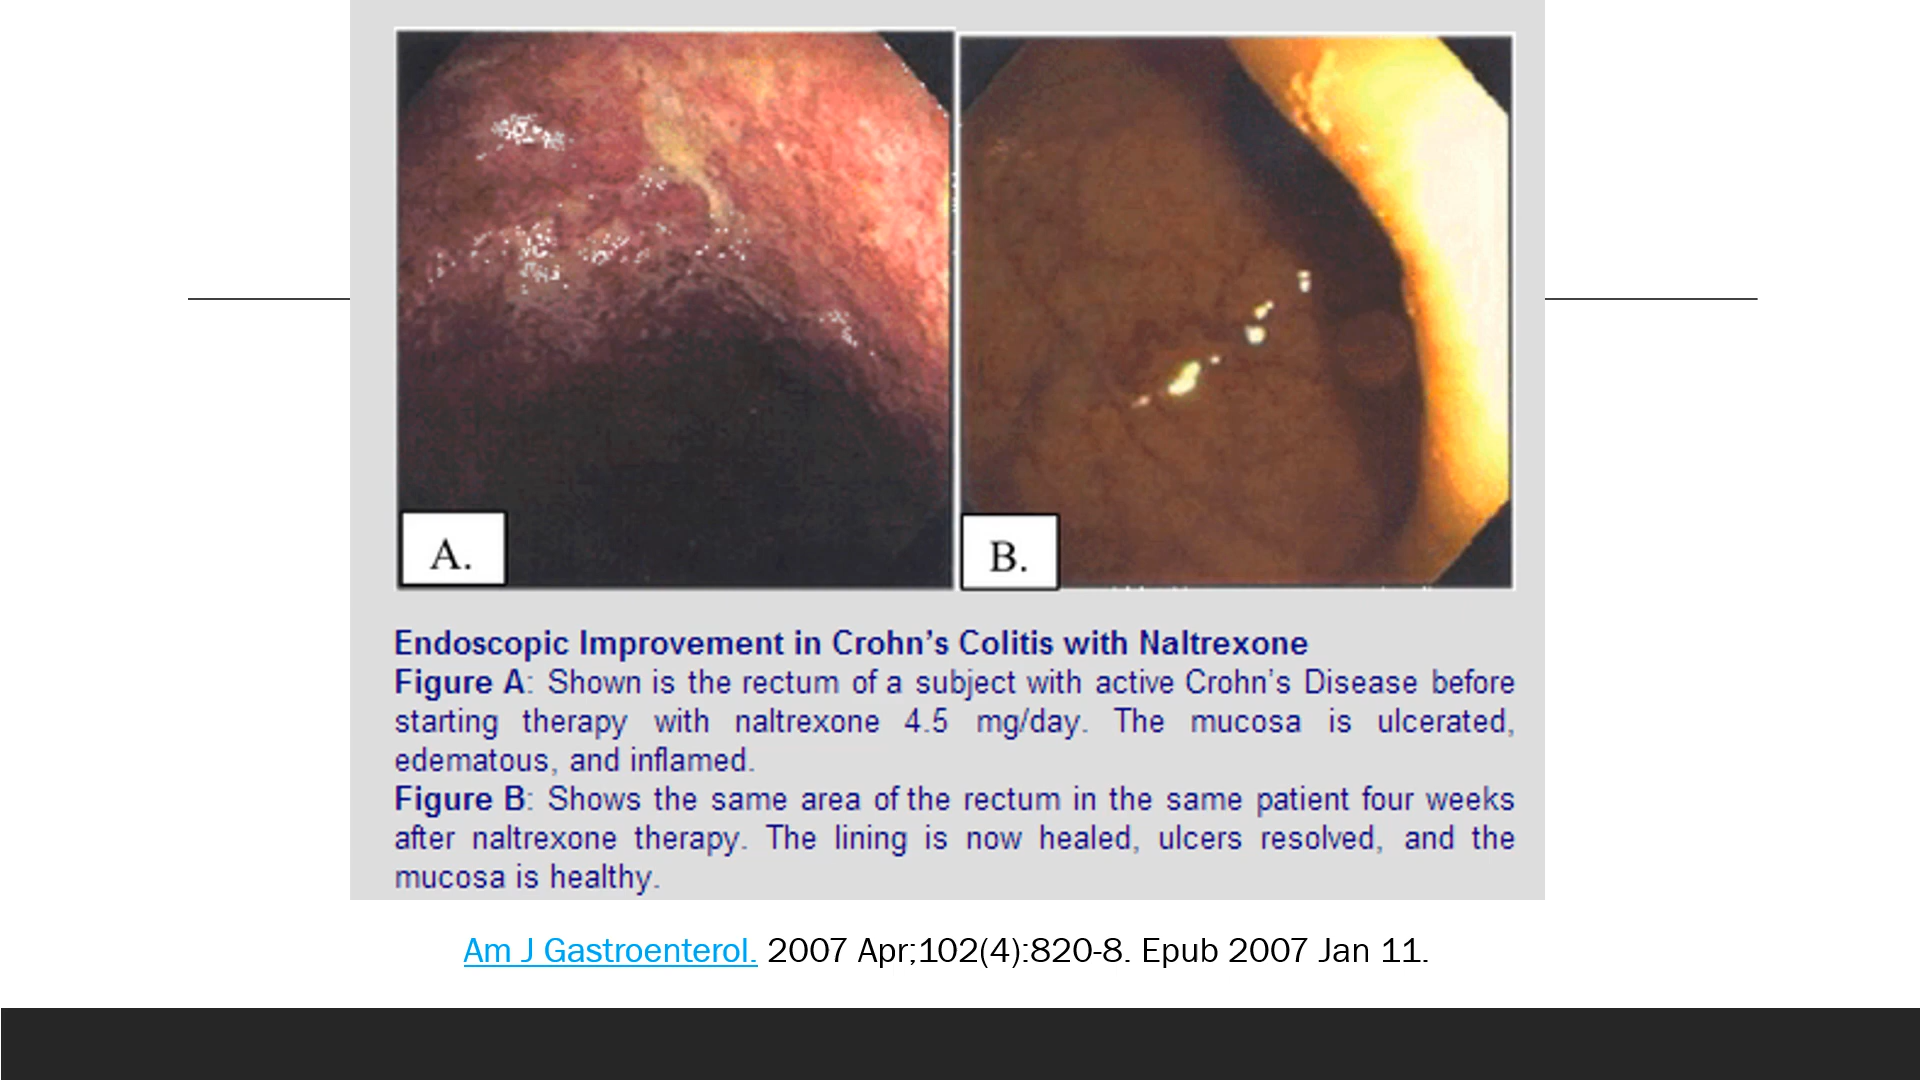 A.
B.
Endoscopic Improvement in Crohn's Colitis with Naltrexone
Figure A: Shown is the rectum of a subject with active Crohn's Disease before
starting therapy with naltrexone 4.5 mg/day. The mucosa is ulcerated,
edematous, and inflamed.
Figure B: Shows the same area of the rectum in the same patient four weeks
after naltrexone therapy. The lining is now healed, ulcers resolved, and the
mucosa is healthy.
Am J Gastroenterol. 2007 Apr;102(4):820-8. Epub 2007 Jan 11.